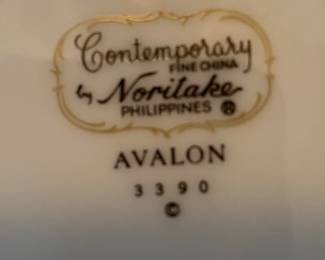 Contemporary
FINE CHINA
by Noritake
PHILIPPINES
AVALON
3390
©